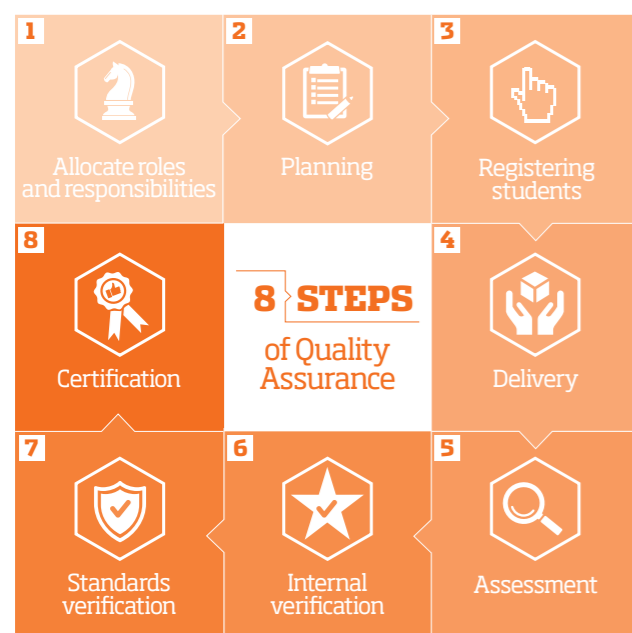 1
Allocate roles
and responsibilities
2
Planning
3
Registering
students
8
Certification
8 STEPS
of Quality
Assurance
4
Delivery
7
Standards
verification
6
Internal
verification
5
Assessment